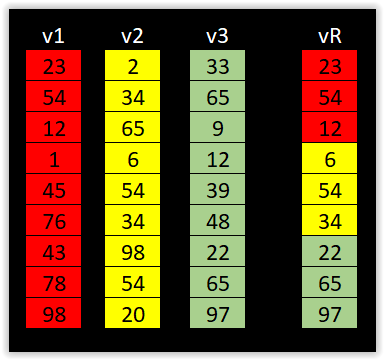 v1 v2 v3 vR
23 2 33 23
54 34 65 54
12 65 9 12
1 6 12 6
45 54 39 54
76 34 48 34
43 98 22 22
78 54 65 65
98 20 97 97